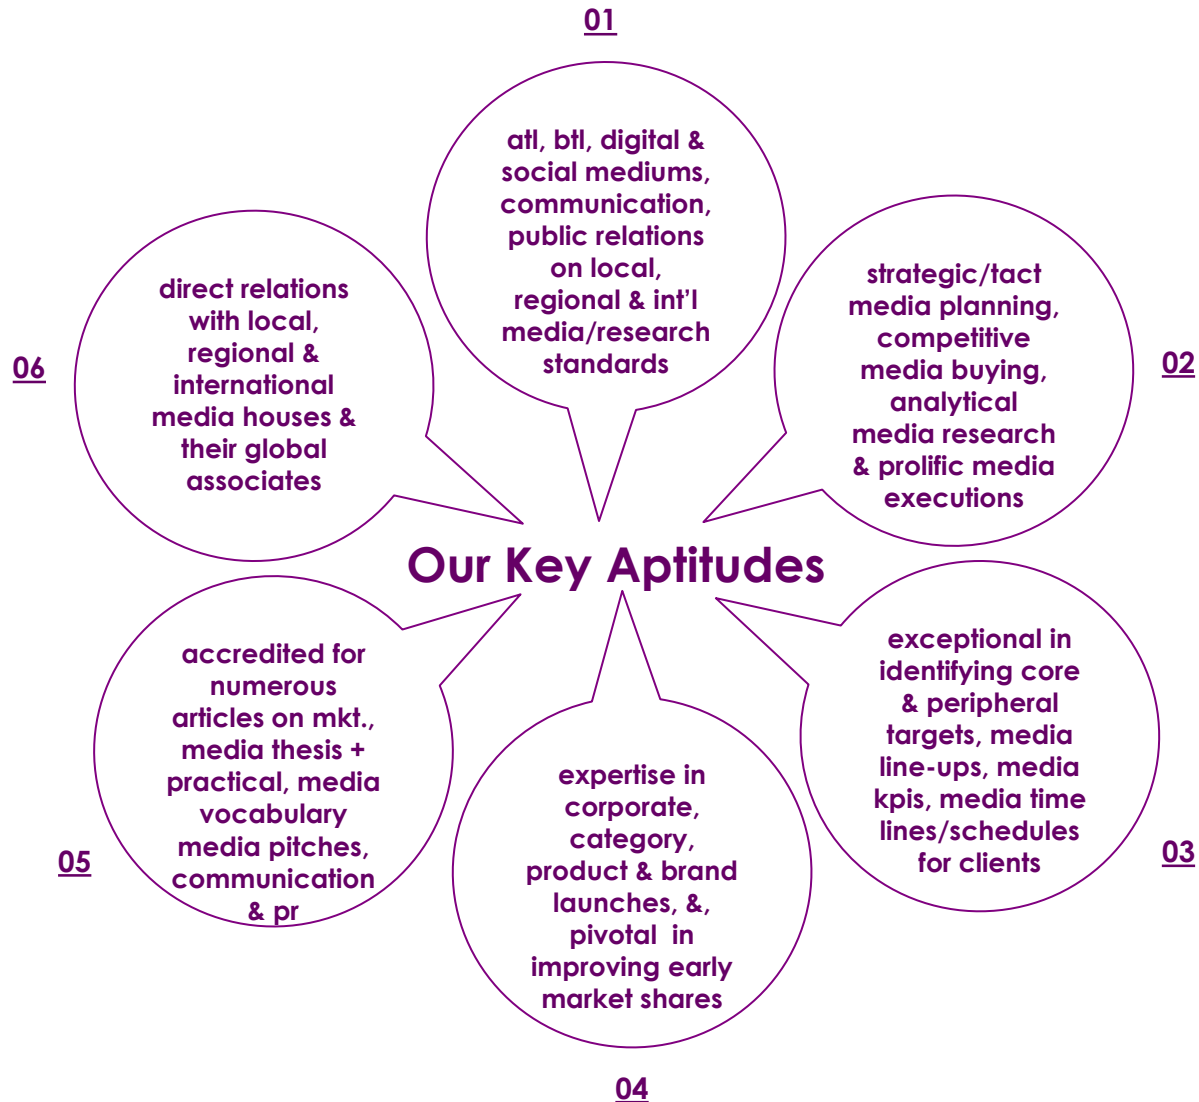 01
atl, btl, digital &
social mediums,
communication,
public relations
on local,
regional & int'l
media/research
standards
02
strategic/tact
media planning,
competitive
media buying,
analytical
media research
& prolific media
executions
03
exceptional in
identifying core
& peripheral
targets, media
line-ups, media
kpis, media time
lines/schedules
for clients
04
expertise in
corporate,
category,
product & brand
launches, &,
pivotal  in
improving early
market shares
05
accredited for
numerous
articles on mkt.,
media thesis +
practical, media
vocabulary
media pitches,
communication
& pr
06
direct relations
with local,
regional &
international
media houses &
their global
associates
Our Key Aptitudes